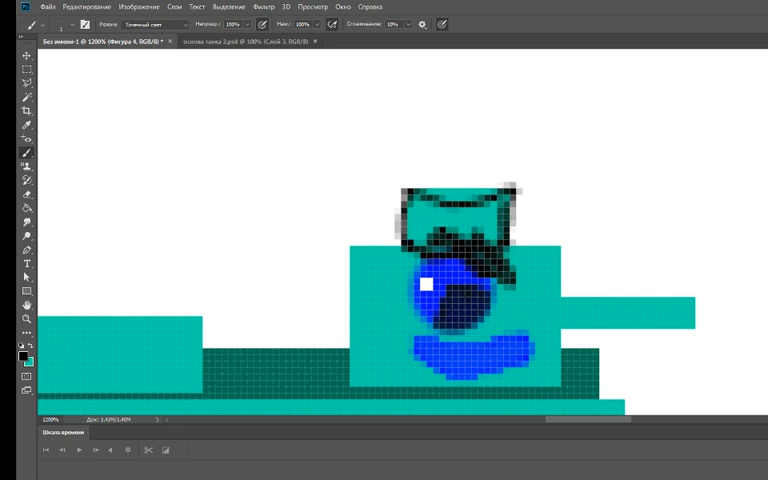 Файл Редактирование Изображение Слои Текст Выделение Фильтр 3D Просмотр Окно Справка
Режим: Точечный свет Непрозр.: 100% Наж.: 100% Сглаживание: 10%
Без имени-1 @ 1200% (Фигура 4, RGB/8) * × основа танка 2.psd @ 100% (Слой 3, RGB/8) ×
1200% Док:
Шкала времени